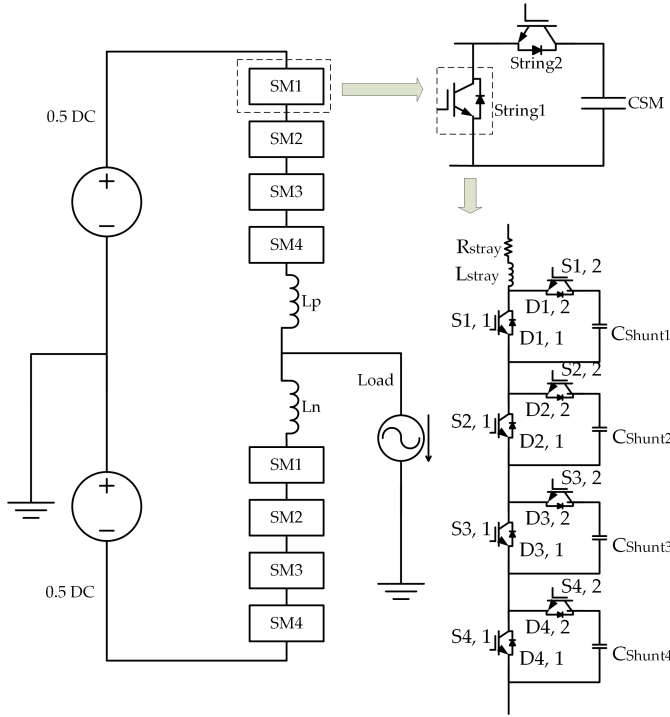 0.5 DC
SM1
SM2
SM3
SM4
Lp
Ln
Load
SM1
SM2
SM3
SM4
0.5 DC
String2
String1
CSM
Rstray
Lstray
S1, 2
D1, 2
S1, 1
D1, 1
CShunt1
S2, 2
D2, 2
S2, 1
D2, 1
CShunt2
S3, 2
D3, 2
S3, 1
D3, 1
CShunt3
S4, 2
D4, 2
S4, 1
D4, 1
CShunt4